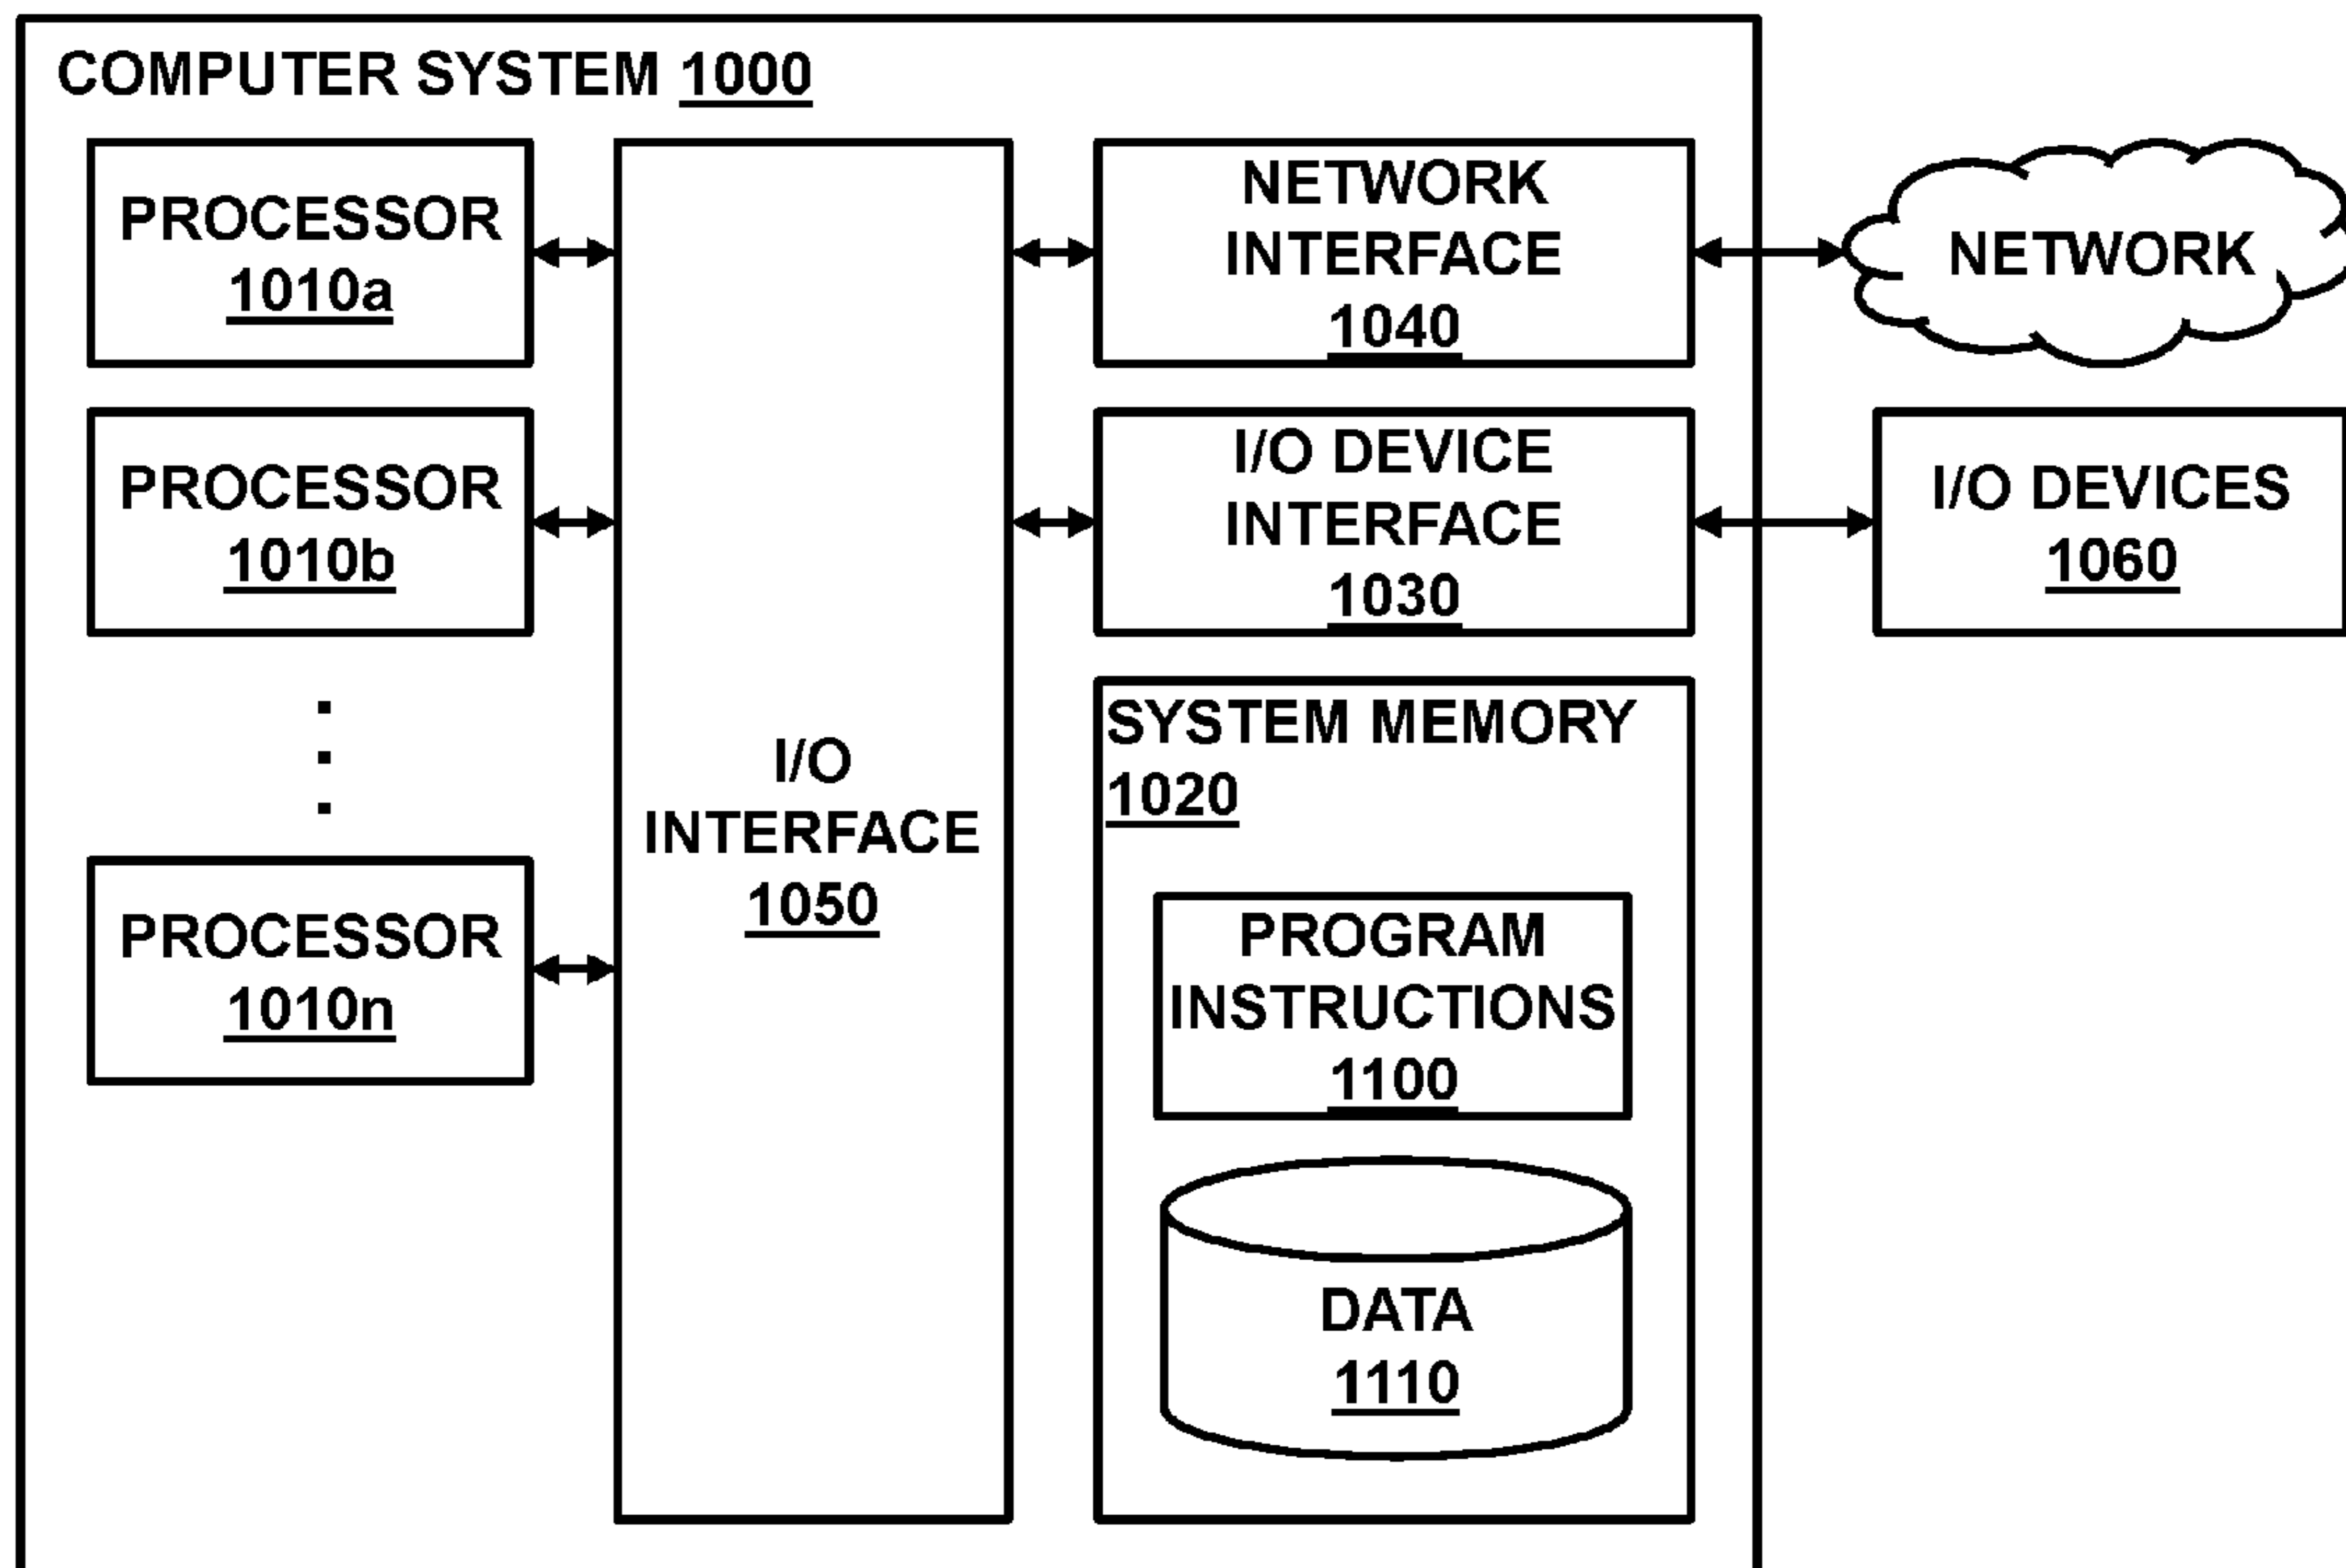 COMPUTER SYSTEM 1000
PROCESSOR
1010a
PROCESSOR
1010b
PROCESSOR
1010n
I/O
INTERFACE
1050
NETWORK
INTERFACE
1040
I/O DEVICE
INTERFACE
1030
SYSTEM MEMORY
1020
PROGRAM
INSTRUCTIONS
1100
DATA
1110
NETWORK
I/O DEVICES
1060